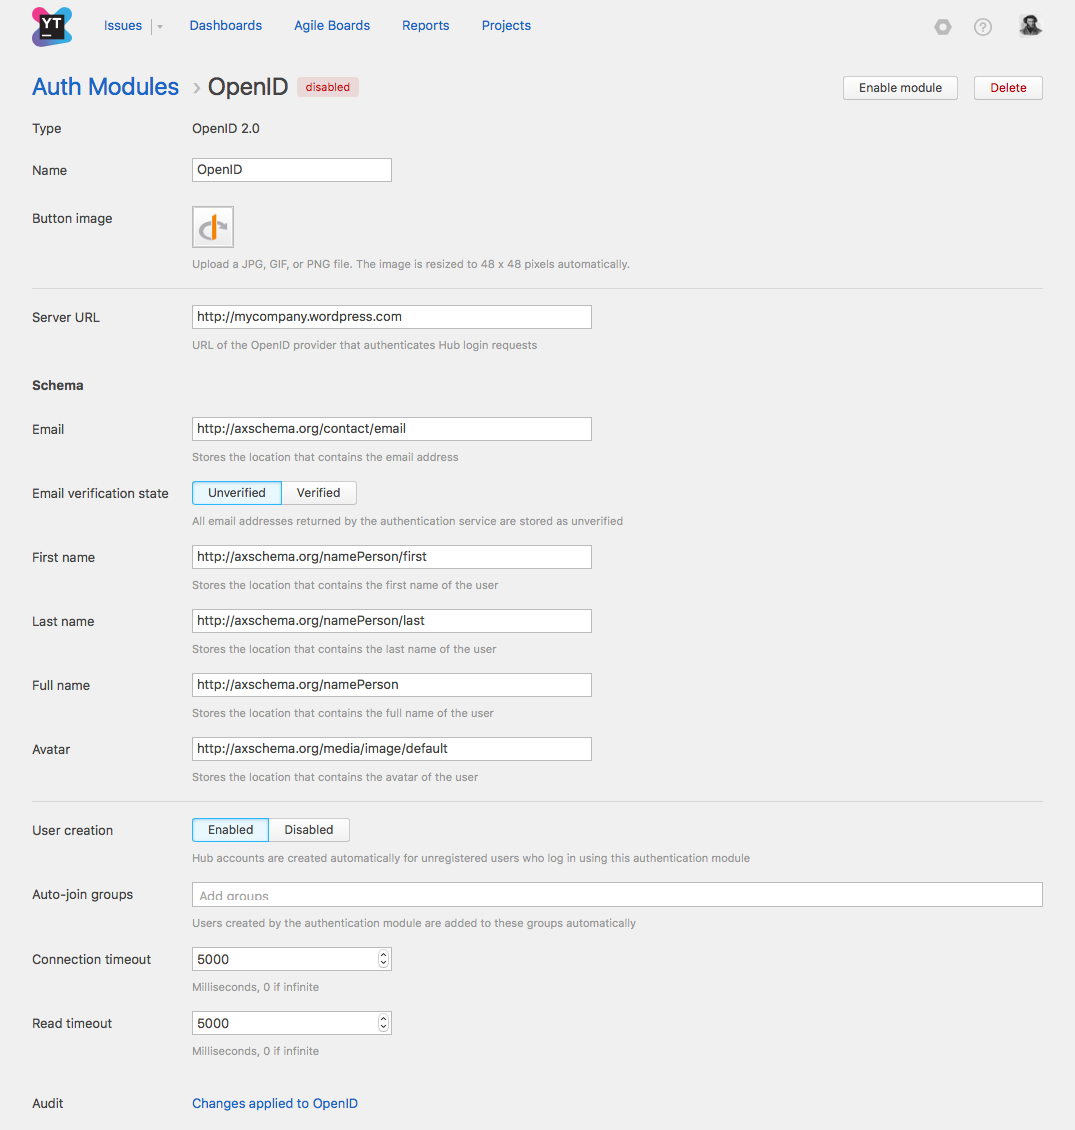 YT Issues Dashboards Agile Boards Reports Projects ?
Auth Modules › OpenID disabled Enable module Delete
Type OpenID 2.0
Name OpenID
Button image
Upload a JPG, GIF, or PNG file. The image is resized to 48 x 48 pixels automatically.
Server URL http://mycompany.wordpress.com
URL of the OpenID provider that authenticates Hub login requests
Schema
Email http://axschema.org/contact/email
Stores the location that contains the email address
Email verification state Unverified Verified
All email addresses returned by the authentication service are stored as unverified
First name http://axschema.org/namePerson/first
Stores the location that contains the first name of the user
Last name http://axschema.org/namePerson/last
Stores the location that contains the last name of the user
Full name http://axschema.org/namePerson
Stores the location that contains the full name of the user
Avatar http://axschema.org/media/image/default
Stores the location that contains the avatar of the user
User creation Enabled Disabled
Hub accounts are created automatically for unregistered users who log in using this authentication module
Auto-join groups Add groups
Users created by the authentication module are added to these groups automatically
Connection timeout 5000
Milliseconds, 0 if infinite
Read timeout 5000
Milliseconds, 0 if infinite
Audit Changes applied to OpenID